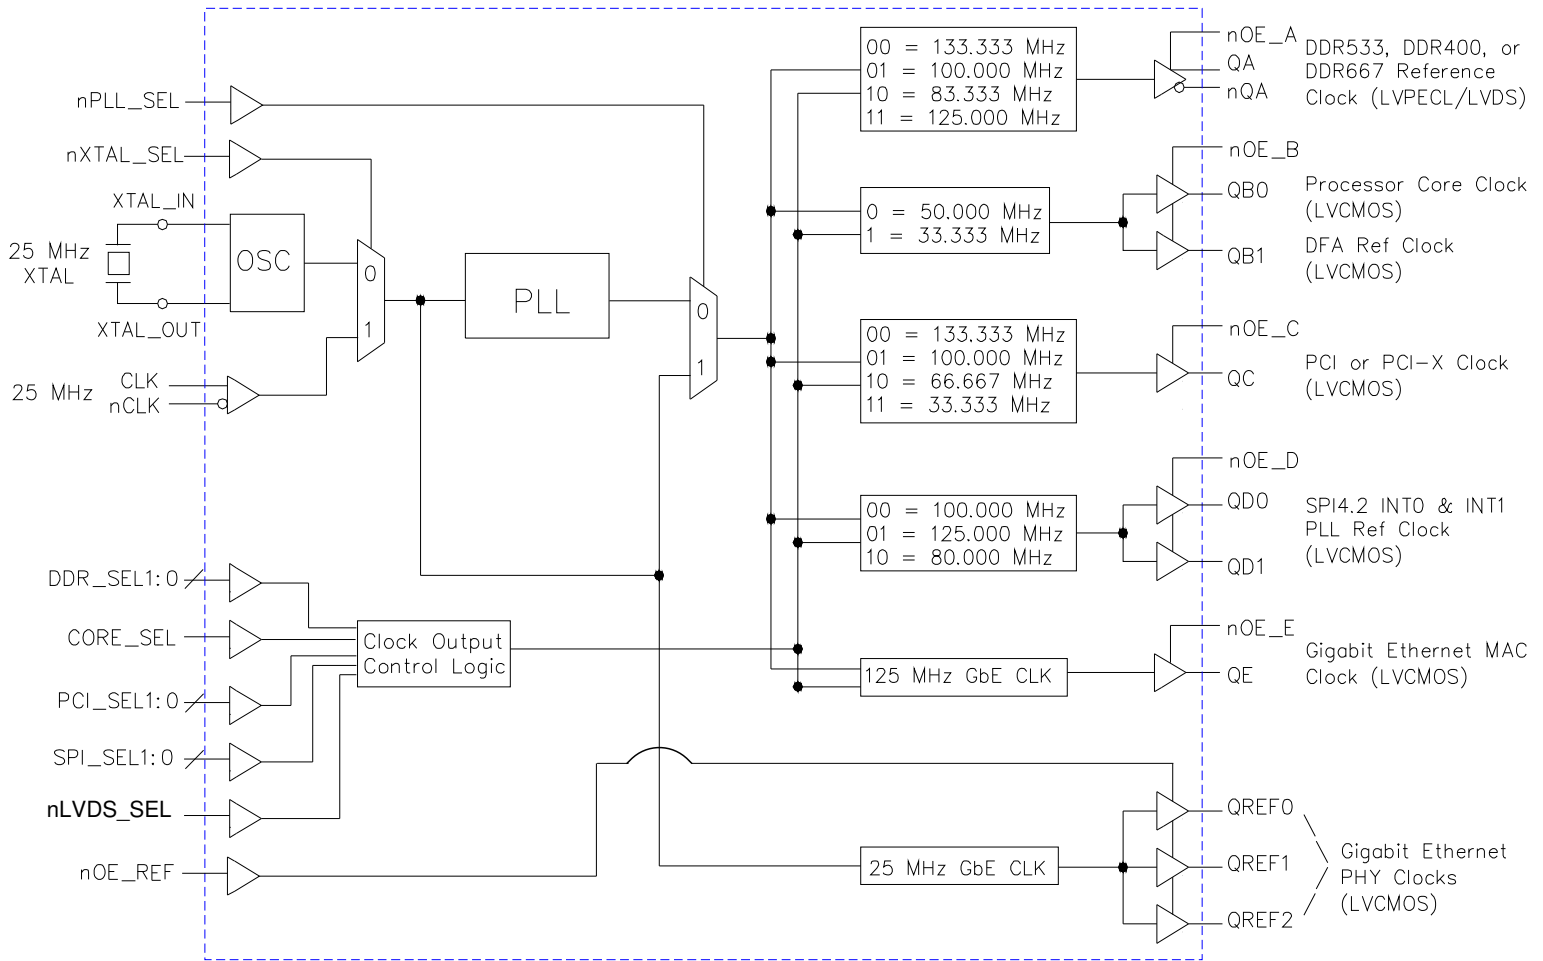 nPLL_SEL
nXTAL_SEL
XTAL_IN
25 MHz
XTAL
XTAL_OUT
OSC
25 MHz
CLK
nCLK
0
1
PLL
0
1
DDR_SEL1:0
CORE_SEL
PCI_SEL1:0
SPI_SEL1:0
nLVDS_SEL
nOE_REF
Clock Output
Control Logic
00 = 133.333 MHz
01 = 100.000 MHz
10 = 83.333 MHz
11 = 125.000 MHz
0 = 50.000 MHz
1 = 33.333 MHz
00 = 133.333 MHz
01 = 100.000 MHz
10 = 66.667 MHz
11 = 33.333 MHz
00 = 100.000 MHz
01 = 125.000 MHz
10 = 80.000 MHz
125 MHz GbE CLK
25 MHz GbE CLK
nOE_A
QA
nQA
DDR533, DDR400, or
DDR667 Reference
Clock (LVPECL/LVDS)
nOE_B
QB0
QB1
Processor Core Clock
(LVCMOS)
DFA Ref Clock
(LVCMOS)
nOE_C
QC
PCI or PCI-X Clock
(LVCMOS)
nOE_D
QD0
QD1
SPI4.2 INT0 & INT1
PLL Ref Clock
(LVCMOS)
nOE_E
QE
Gigabit Ethernet MAC
Clock (LVCMOS)
QREF0
QREF1
QREF2
Gigabit Ethernet
PHY Clocks
(LVCMOS)